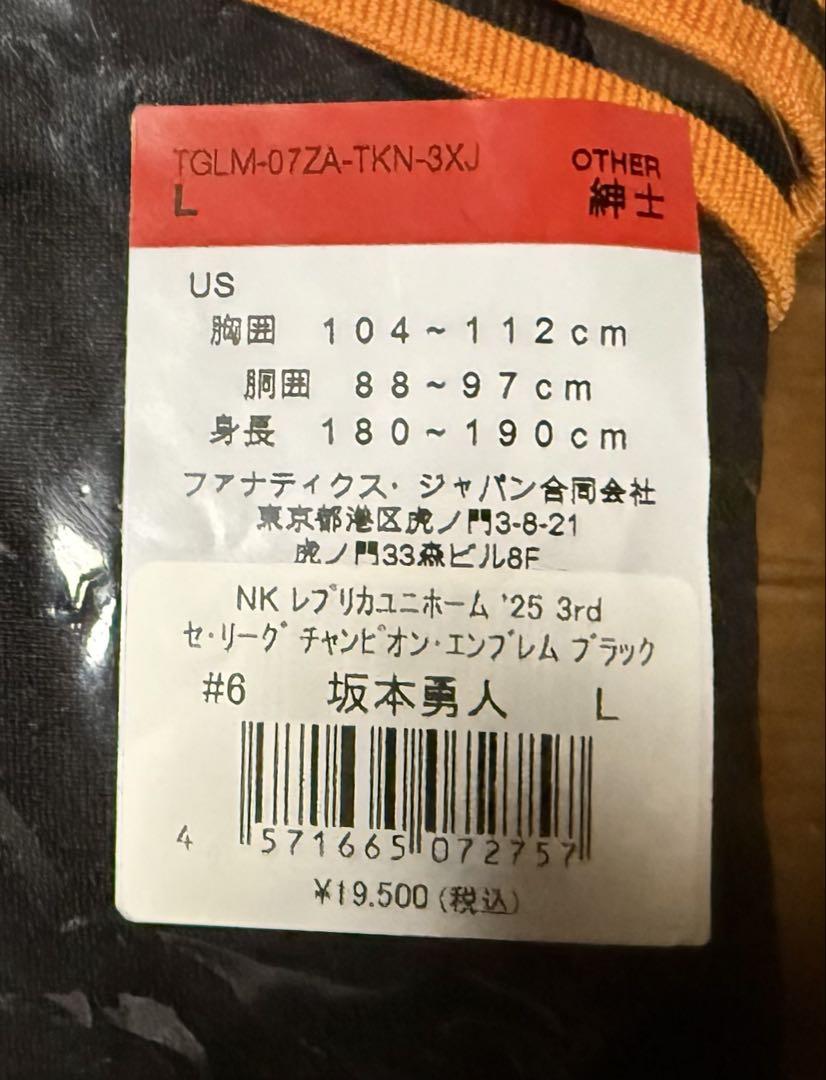 TGLM-07ZA-TKN-3XJ OTHER
L 紳士
US
胸囲 104~112cm
胴囲 88~97cm
身長 180~190cm
ファナティクス・ジャパン合同会社
東京都港区虎ノ門3-8-21
虎ノ門33森ビル8F
NK レプリカユニホーム '25 3rd
セ・リーグ チャンピオン・エンブレム ブラック
#6 坂本勇人 L
4 571665 072757
¥19.500 (税込)